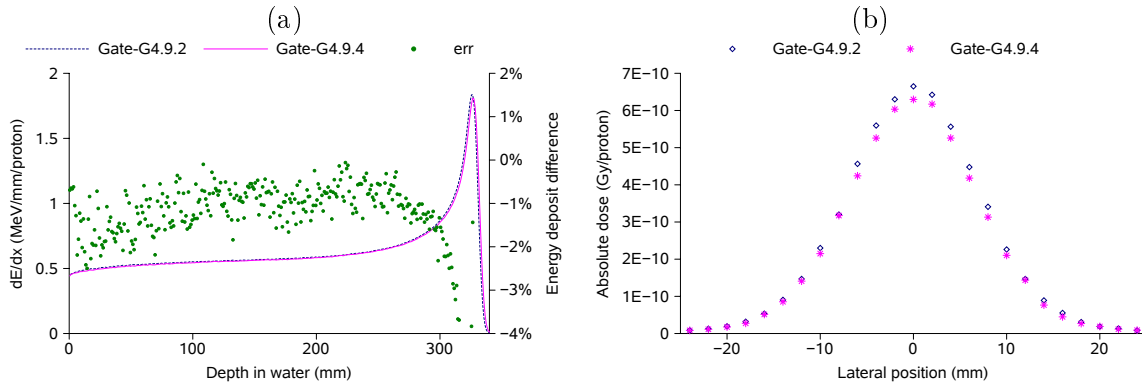 (a)
Gate-G4.9.2 Gate-G4.9.4 err
2
1.5
1
0.5
0
dE/dx (MeV/mm/proton)
2%
1%
0%
−1%
−2%
−3%
−4%
Energy deposit difference
0 100 200 300
Depth in water (mm)
(b)
Gate-G4.9.2 Gate-G4.9.4
7E−10
6E−10
5E−10
4E−10
3E−10
2E−10
1E−10
0
Absolute dose (Gy/proton)
−20 −10 0 10 20
Lateral position (mm)